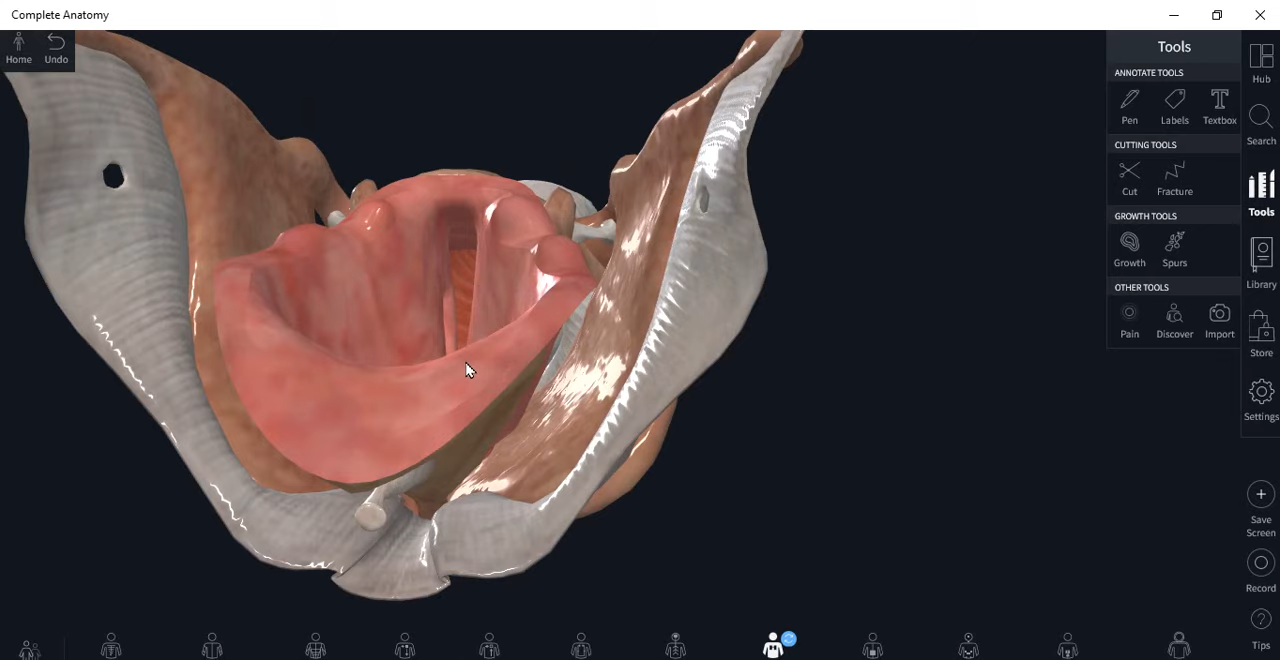 Complete Anatomy
Home Undo
Tools
ANNOTATE TOOLS
Pen Labels Textbox
CUTTING TOOLS
Cut Fracture
GROWTH TOOLS
Growth Spurs
OTHER TOOLS
Pain Discover Import
Hub
Search
Tools
Library
Store
Settings
Save
Screen
Record
Tips